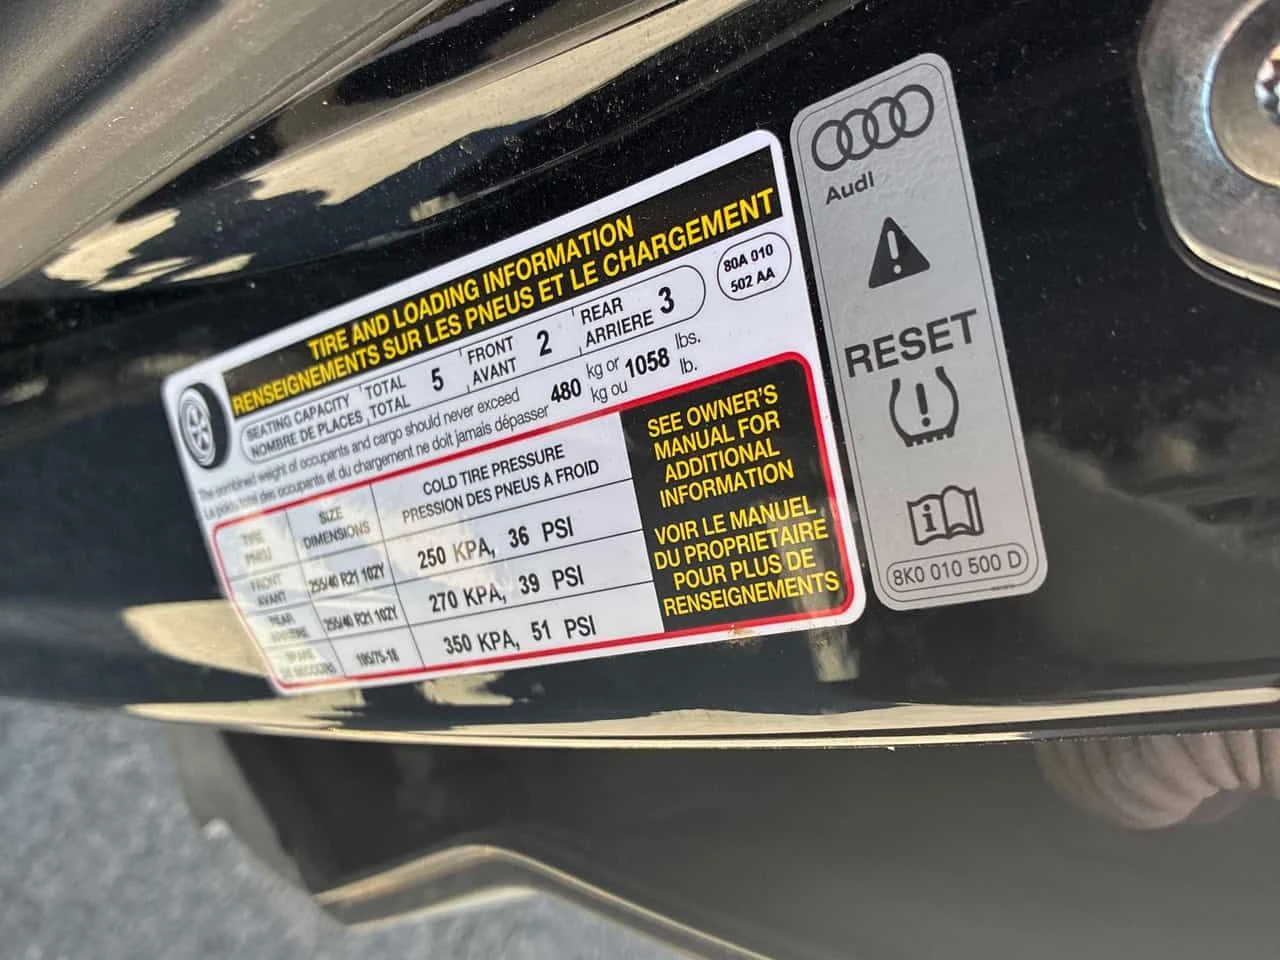 TIRE AND LOADING INFORMATION
RENSEIGNEMENTS SUR LES PNEUS ET LE CHARGEMENT
SEATING CAPACITY TOTAL 5 FRONT 2 REAR 3
NOMBRE DE PLACES TOTAL AVANT ARRIERE
80A 010
502 AA
The combined weight of occupants and cargo should never exceed 480 kg or 1058 lbs.
Le poids total des occupants et du chargement ne doit jamais dépasser kg ou lb.
TIRE SIZE COLD TIRE PRESSURE
PNEU DIMENSIONS PRESSION DES PNEUS A FROID
FRONT
AVANT 255/40 R21 102Y 250 KPA, 36 PSI
REAR
ARRIERE 255/40 R21 102Y 270 KPA, 39 PSI
SPARE
DE SECOURS 195/75-18 350 KPA, 51 PSI
SEE OWNER'S
MANUAL FOR
ADDITIONAL
INFORMATION
VOIR LE MANUEL
DU PROPRIETAIRE
POUR PLUS DE
RENSEIGNEMENTS
Audi
RESET
8K0 010 500 D